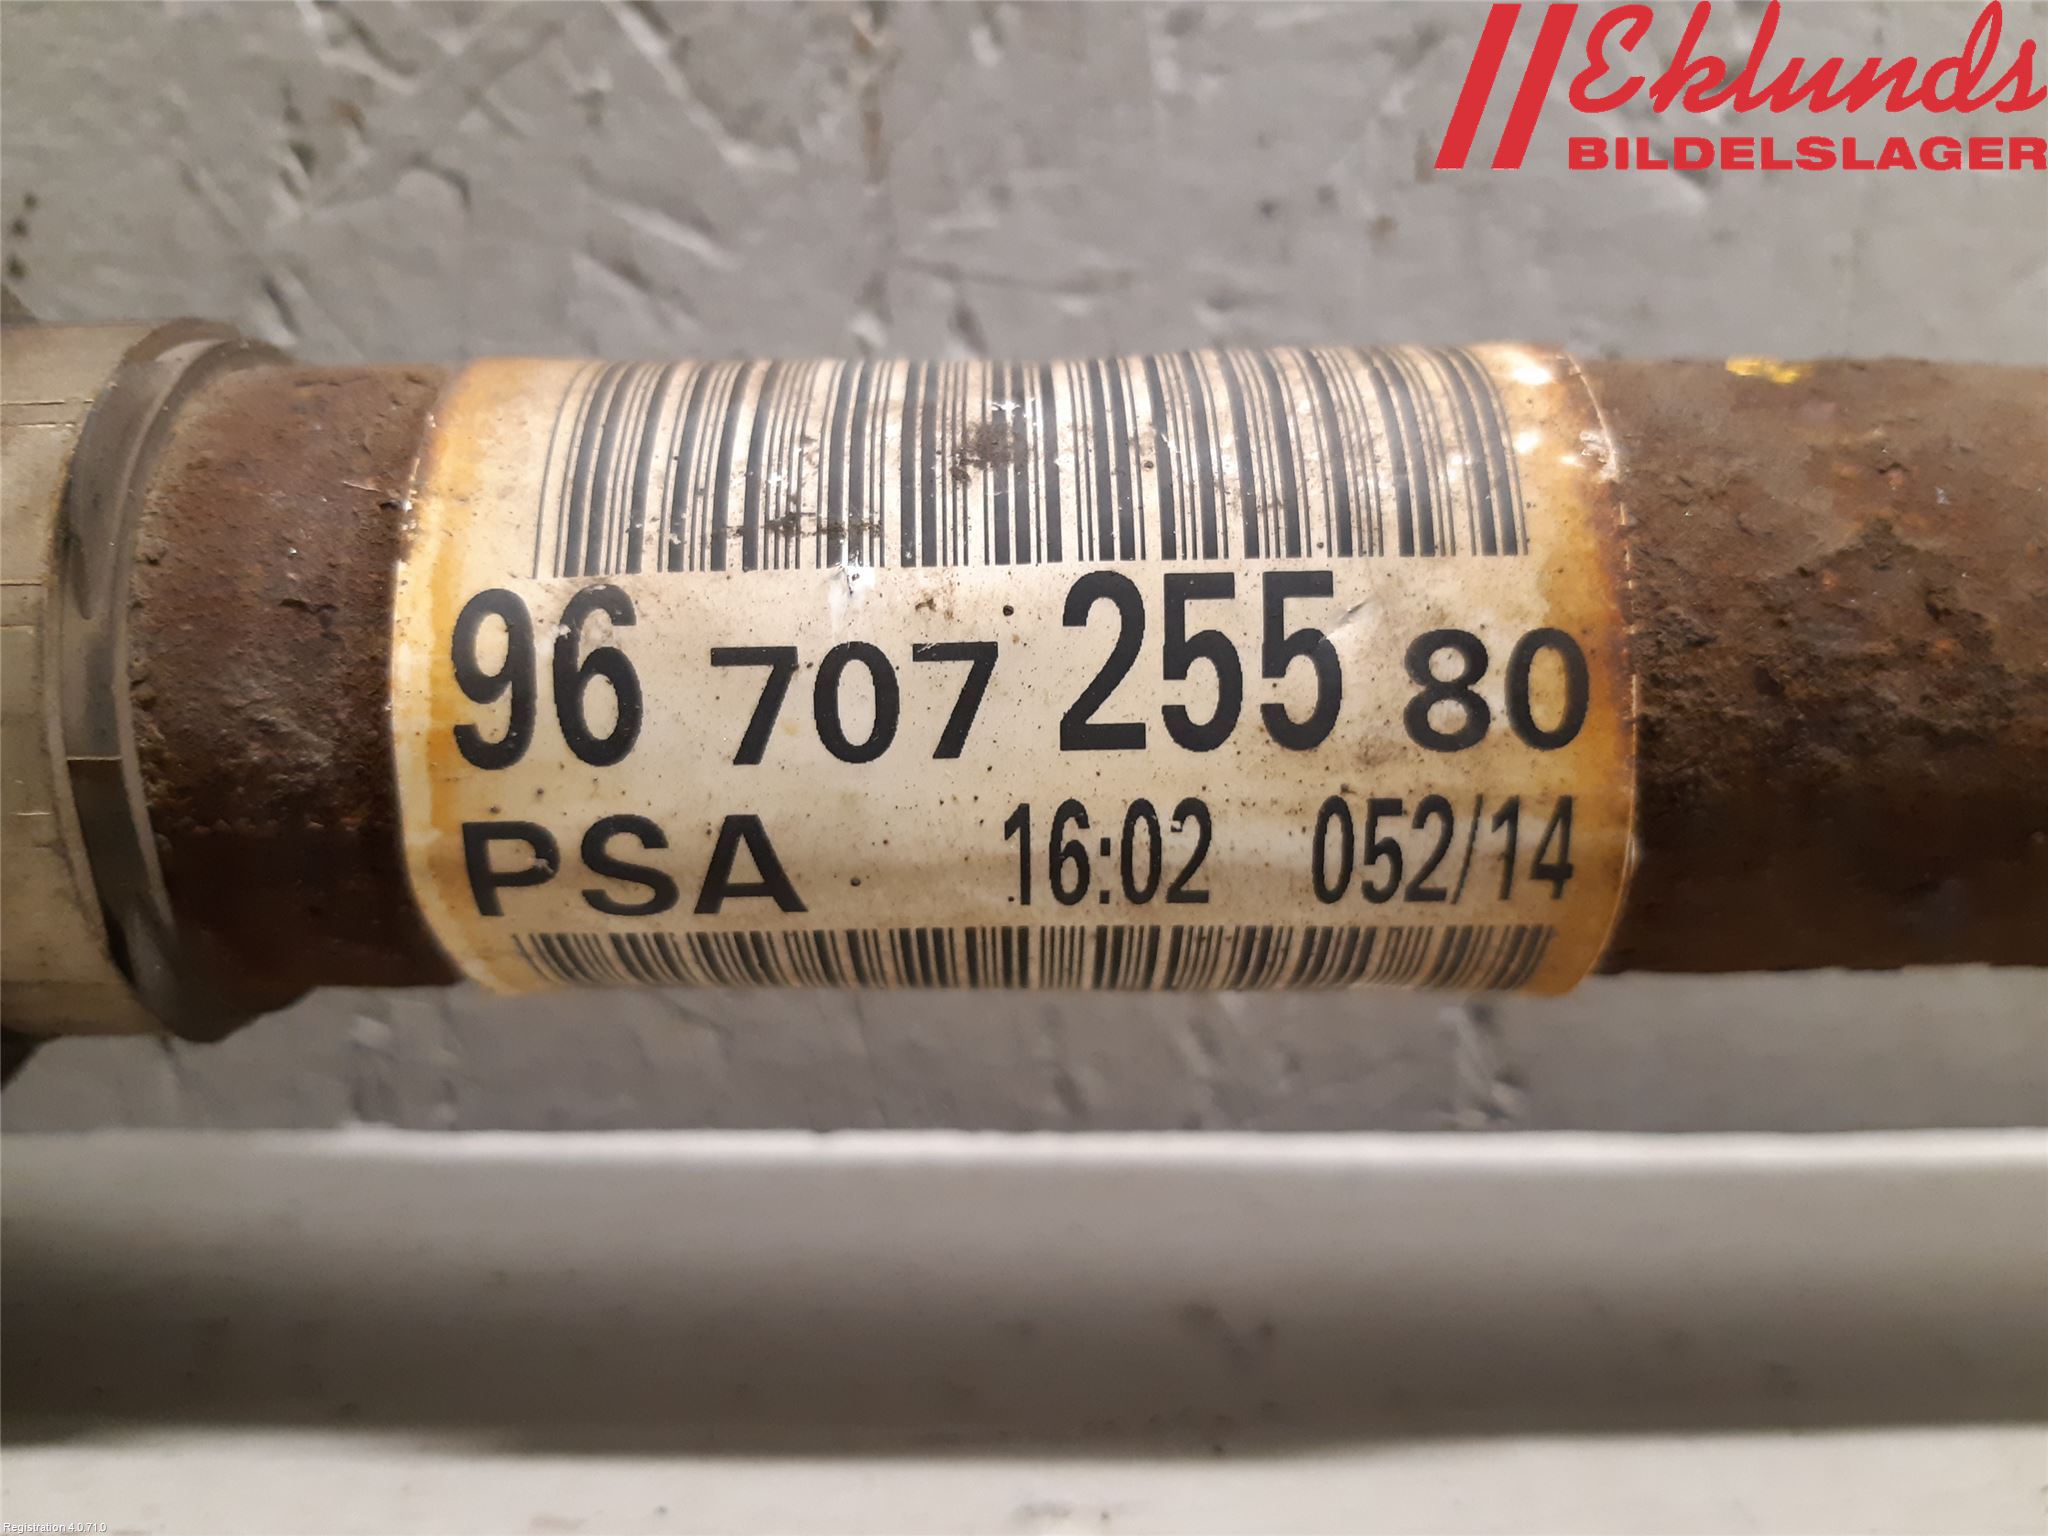 Eklunds
BILDELSLAGER
96 707 255 80
PSA 16:02 052/14
Registration 4.0.71.0